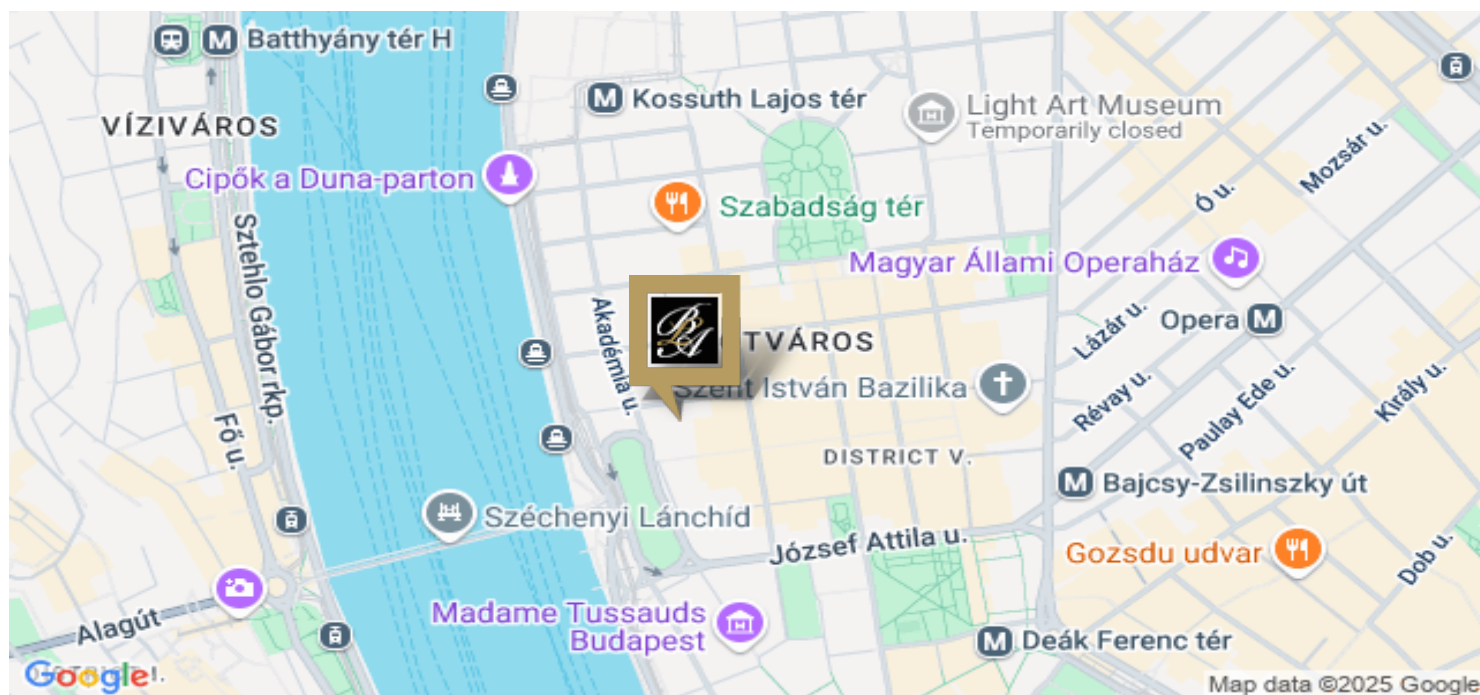 Batthyány tér H
VÍZIVÁROS
Kossuth Lajos tér
Light Art Museum
Temporarily closed
Mozsár u.
Cipők a Duna-parton
Szabadság tér
Ó u.
Magyar Állami Operaház
Sztehlo Gábor rkp.
Akadémia u.
B
A
TVÁROS
Lázár u.
Opera
Szent István Bazilika
Révay u.
Paulay Ede u.
Király u.
Fő u.
DISTRICT V.
Bajcsy-Zsilinszky út
Széchenyi Lánchíd
József Attila u.
Gozsdu udvar
Dob u.
Alagút
Madame Tussauds
Budapest
Deák Ferenc tér
Google
Map data ©2025 Google